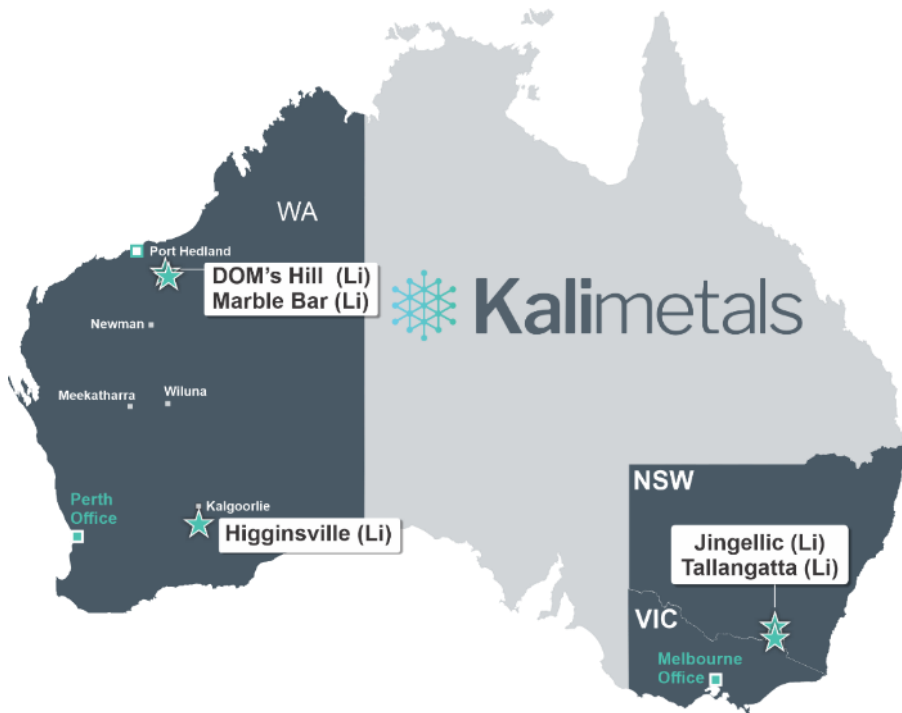 WA
Port Hedland
DOM's Hill (Li)
Marble Bar (Li)
Kalimetals
Newman
Meekatharra
Wiluna
Perth
Office
Kalgoorlie
Higginsville (Li)
NSW
Jingellic (Li)
Tallangatta (Li)
VIC
Melbourne
Office